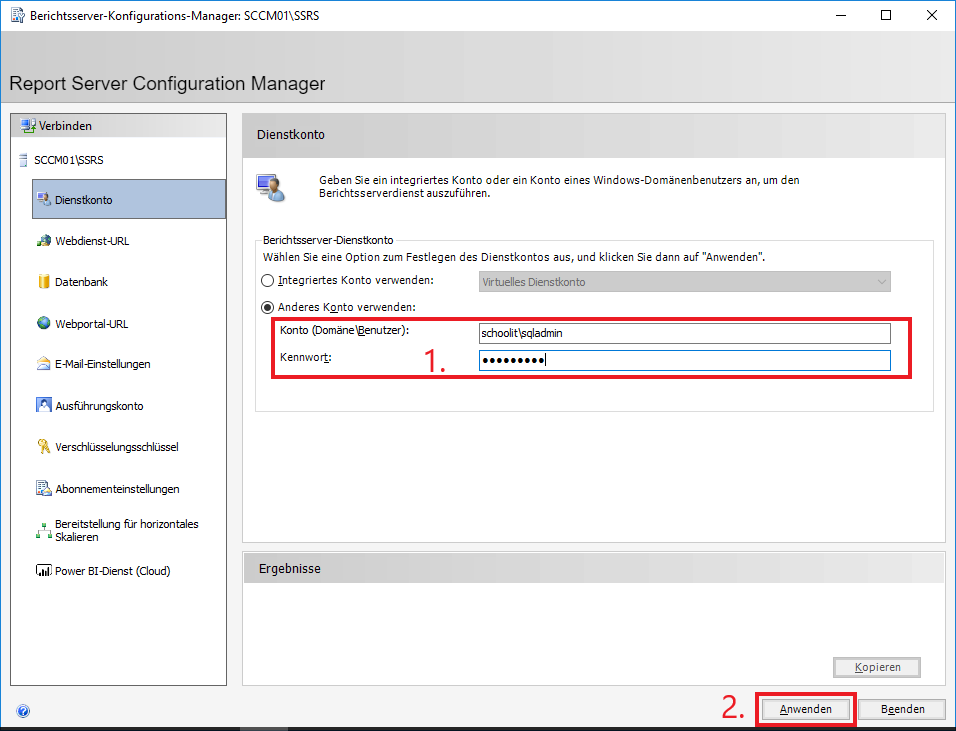 Berichtsserver-Konfigurations-Manager: SCCM01\SSRS
Report Server Configuration Manager
Verbinden
SCCM01\SSRS
Dienstkonto
Webdienst-URL
Datenbank
Webportal-URL
E-Mail-Einstellungen
Ausführungskonto
Verschlüsselungsschlüssel
Abonnementeinstellungen
Bereitstellung für horizontales
Skalieren
Power BI-Dienst (Cloud)
Dienstkonto
Geben Sie ein integriertes Konto oder ein Konto eines Windows-Domänenbenutzers an, um den
Berichtsserverdienst auszuführen.
Berichtsserver-Dienstkonto
Wählen Sie eine Option zum Festlegen des Dienstkontos aus, und klicken Sie dann auf "Anwenden".
Integriertes Konto verwenden: Virtuelles Dienstkonto
Anderes Konto verwenden:
Konto (Domäne\Benutzer): schoolit\sqladmin
Kennwort: ●●●●●●●●●
1.
Ergebnisse
Kopieren
2. Anwenden Beenden